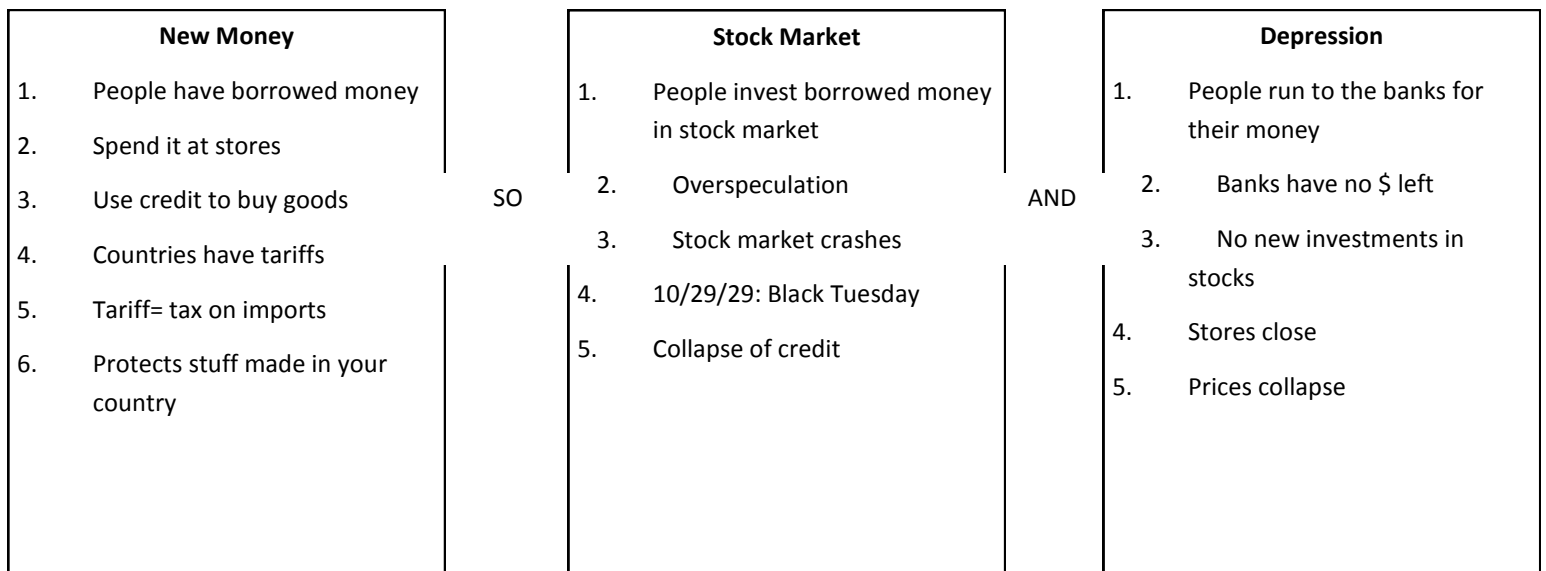 New Money
1. People have borrowed money
2. Spend it at stores
3. Use credit to buy goods
4. Countries have tariffs
5. Tariff= tax on imports
6. Protects stuff made in your
country
SO
Stock Market
1. People invest borrowed money
in stock market
2. Overspeculation
3. Stock market crashes
4. 10/29/29: Black Tuesday
5. Collapse of credit
AND
Depression
1. People run to the banks for
their money
2. Banks have no $ left
3. No new investments in
stocks
4. Stores close
5. Prices collapse